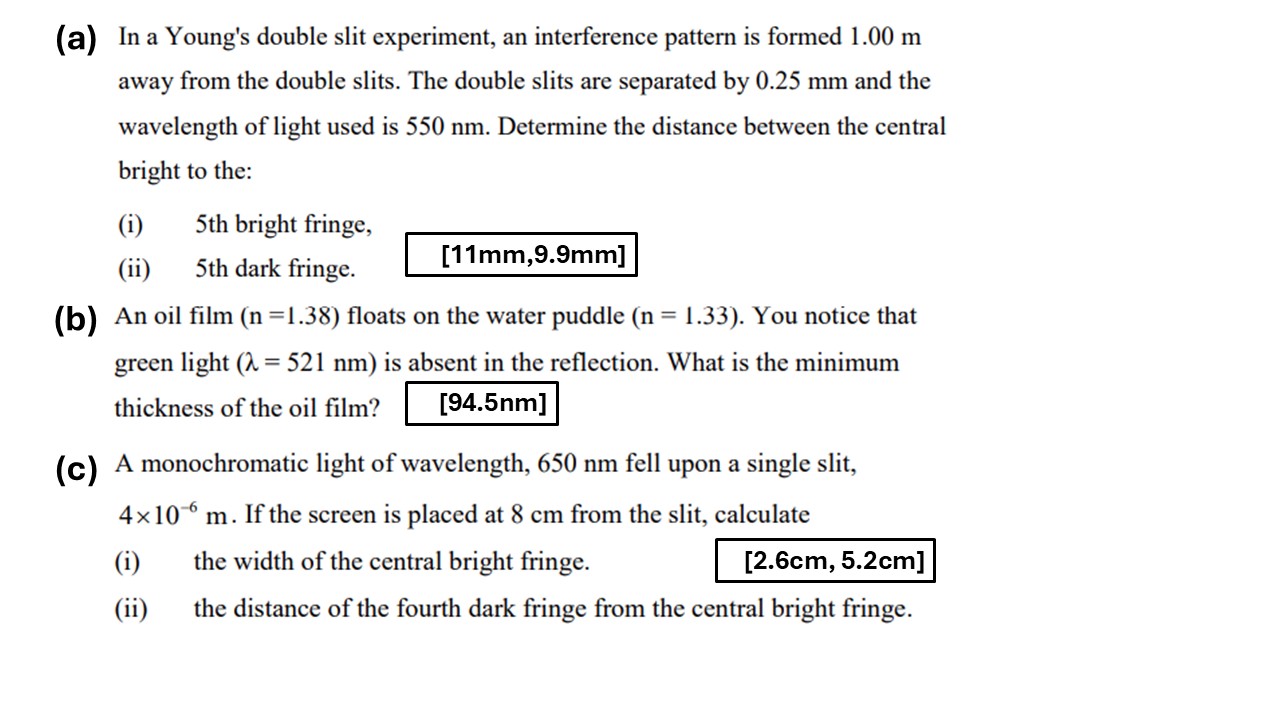 (a) In a Young's double slit experiment, an interference pattern is formed 1.00 m
away from the double slits. The double slits are separated by 0.25 mm and the
wavelength of light used is 550 nm. Determine the distance between the central
bright to the:
(i) 5th bright fringe,
[11mm,9.9mm]
(ii) 5th dark fringe.
(b) An oil film (n =1.38) floats on the water puddle (n = 1.33). You notice that
green light (λ = 521 nm) is absent in the reflection. What is the minimum
thickness of the oil film? [94.5nm]
(c) A monochromatic light of wavelength, 650 nm fell upon a single slit,
4×10⁻⁶ m. If the screen is placed at 8 cm from the slit, calculate
(i) the width of the central bright fringe. [2.6cm, 5.2cm]
(ii) the distance of the fourth dark fringe from the central bright fringe.